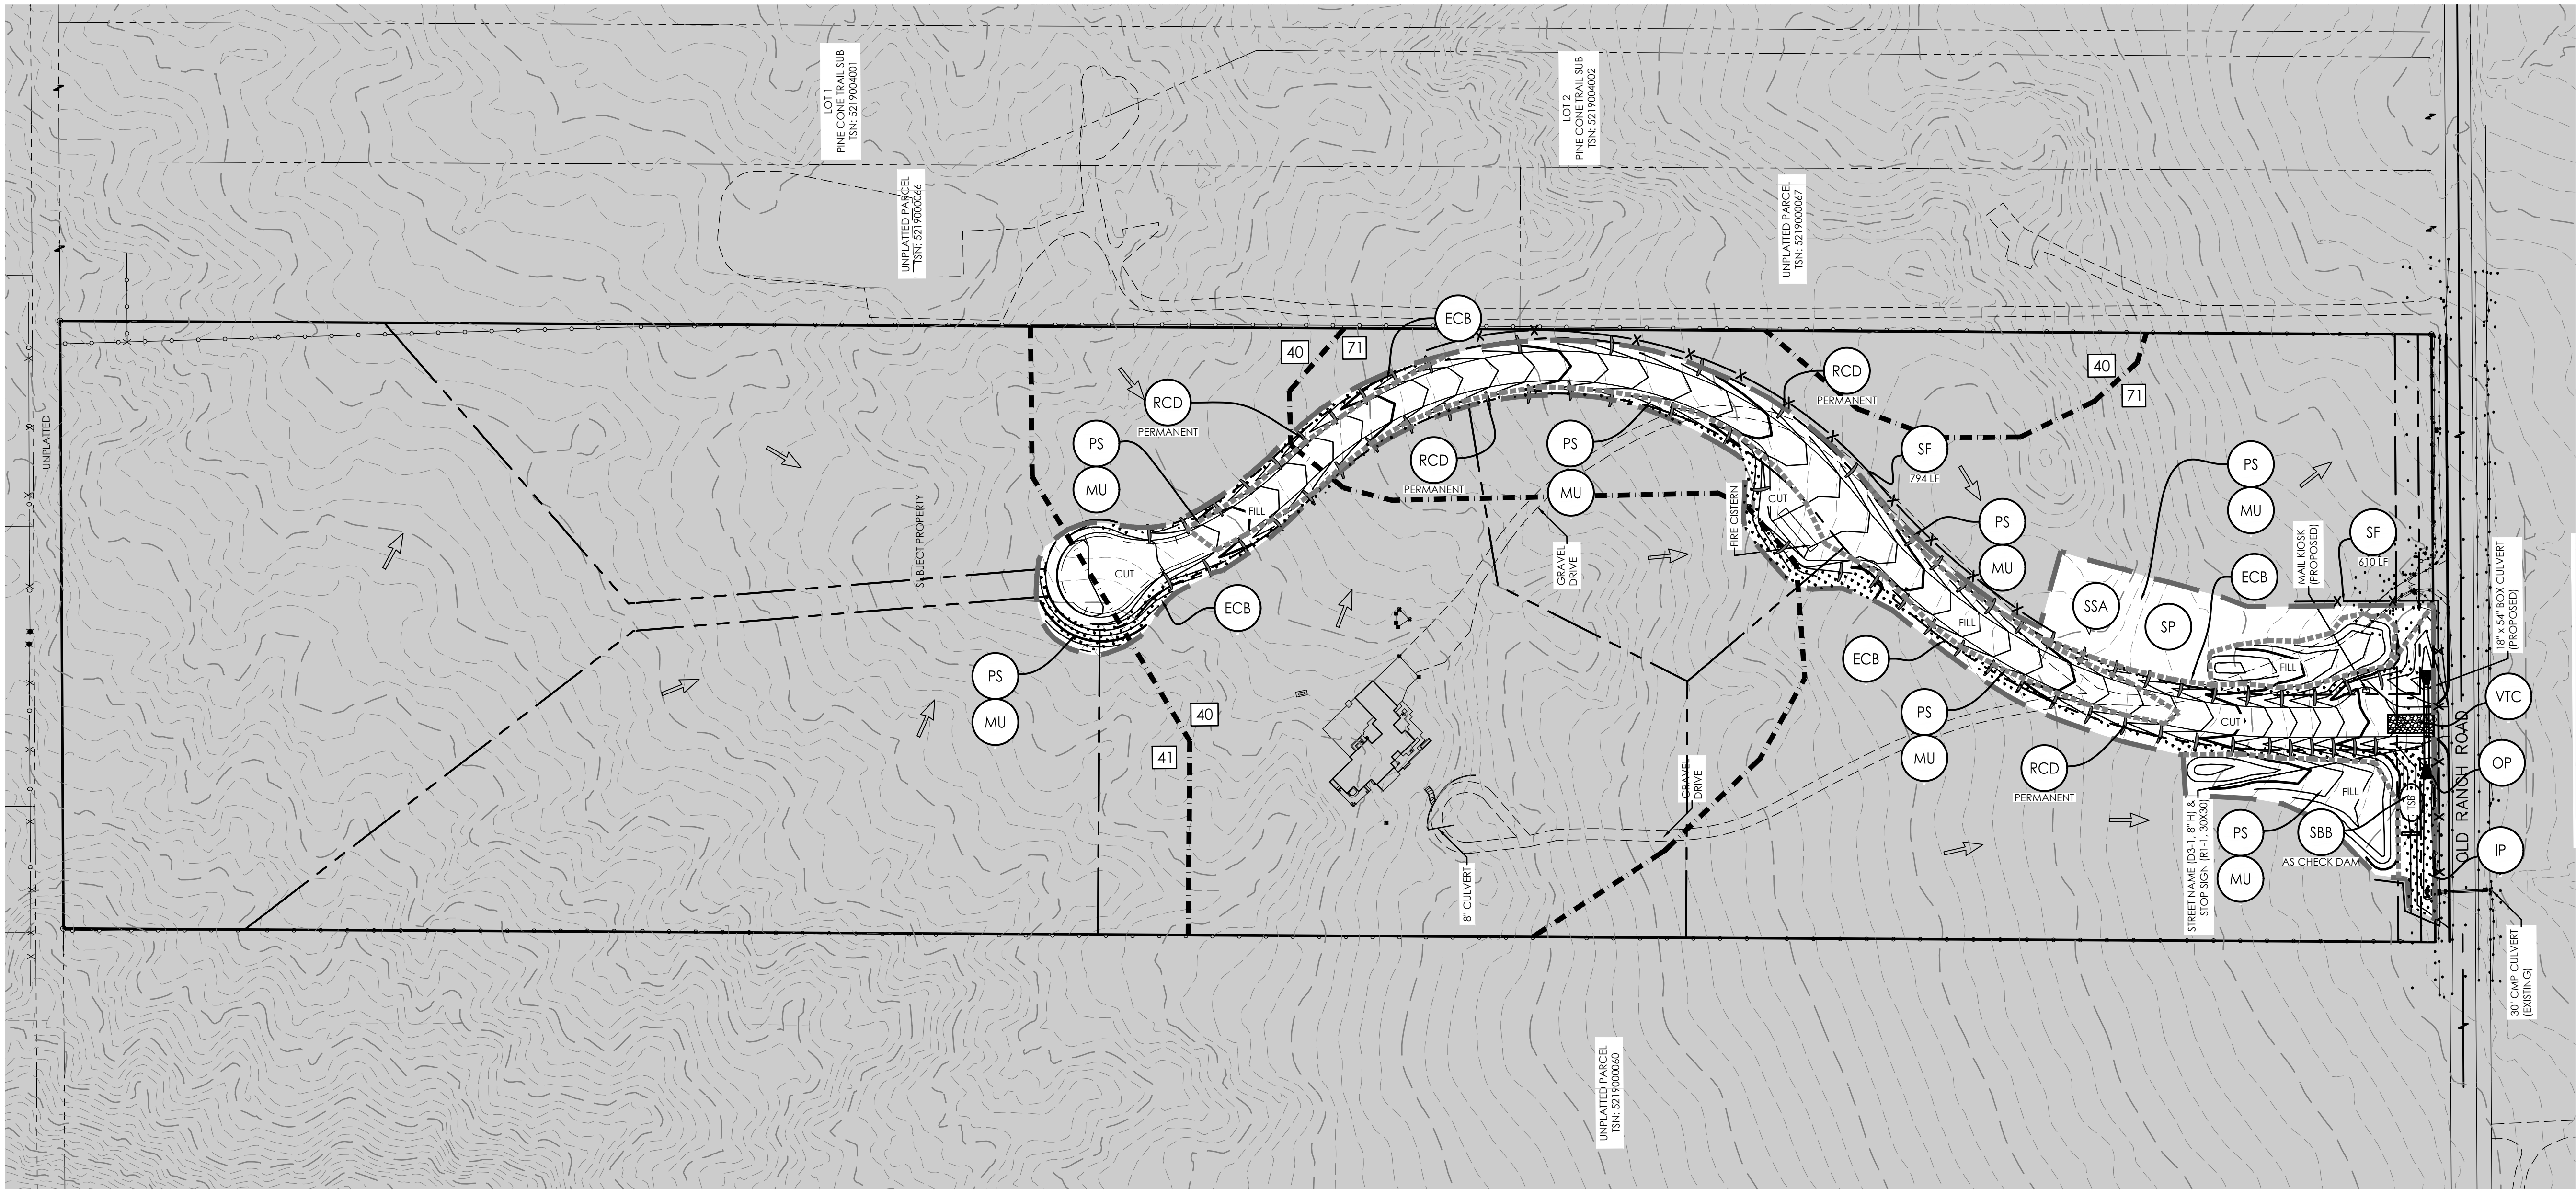 LOT 1
PINE CONE TRAIL SUB
TSN: 5219004001
LOT 2
PINE CONE TRAIL SUB
TSN: 5219004002
UNPLATTED PARCEL
TSN: 5219000066
UNPLATTED PARCEL
TSN: 5219000067
UNPLATTED
SUBJECT PROPERTY
ECB
40
71
RCD
PERMANENT
PS
MU
RCD
PERMANENT
PS
MU
RCD
PERMANENT
40
71
SF
794 LF
PS
MU
PS
MU
FILL
CUT
ECB
PS
MU
40
41
GRAVEL
DRIVE
FIRE CISTERN
CUT
FILL
ECB
PS
MU
RCD
PERMANENT
SSA
SP
ECB
MAIL KIOSK
(PROPOSED)
SF
610 LF
FILL
CUT
18" x 54" BOX CULVERT
(PROPOSED)
VTC
OP
IP
OLD RANCH ROAD
TSB
FILL
SBB
AS CHECK DAM
PS
MU
STREET NAME (D3-1, 8" H) &
STOP SIGN (R1-1, 30X30)
GRAVEL
DRIVE
8" CULVERT
30" CMP CULVERT
(EXISTING)
UNPLATTED PARCEL
TSN: 5219000060